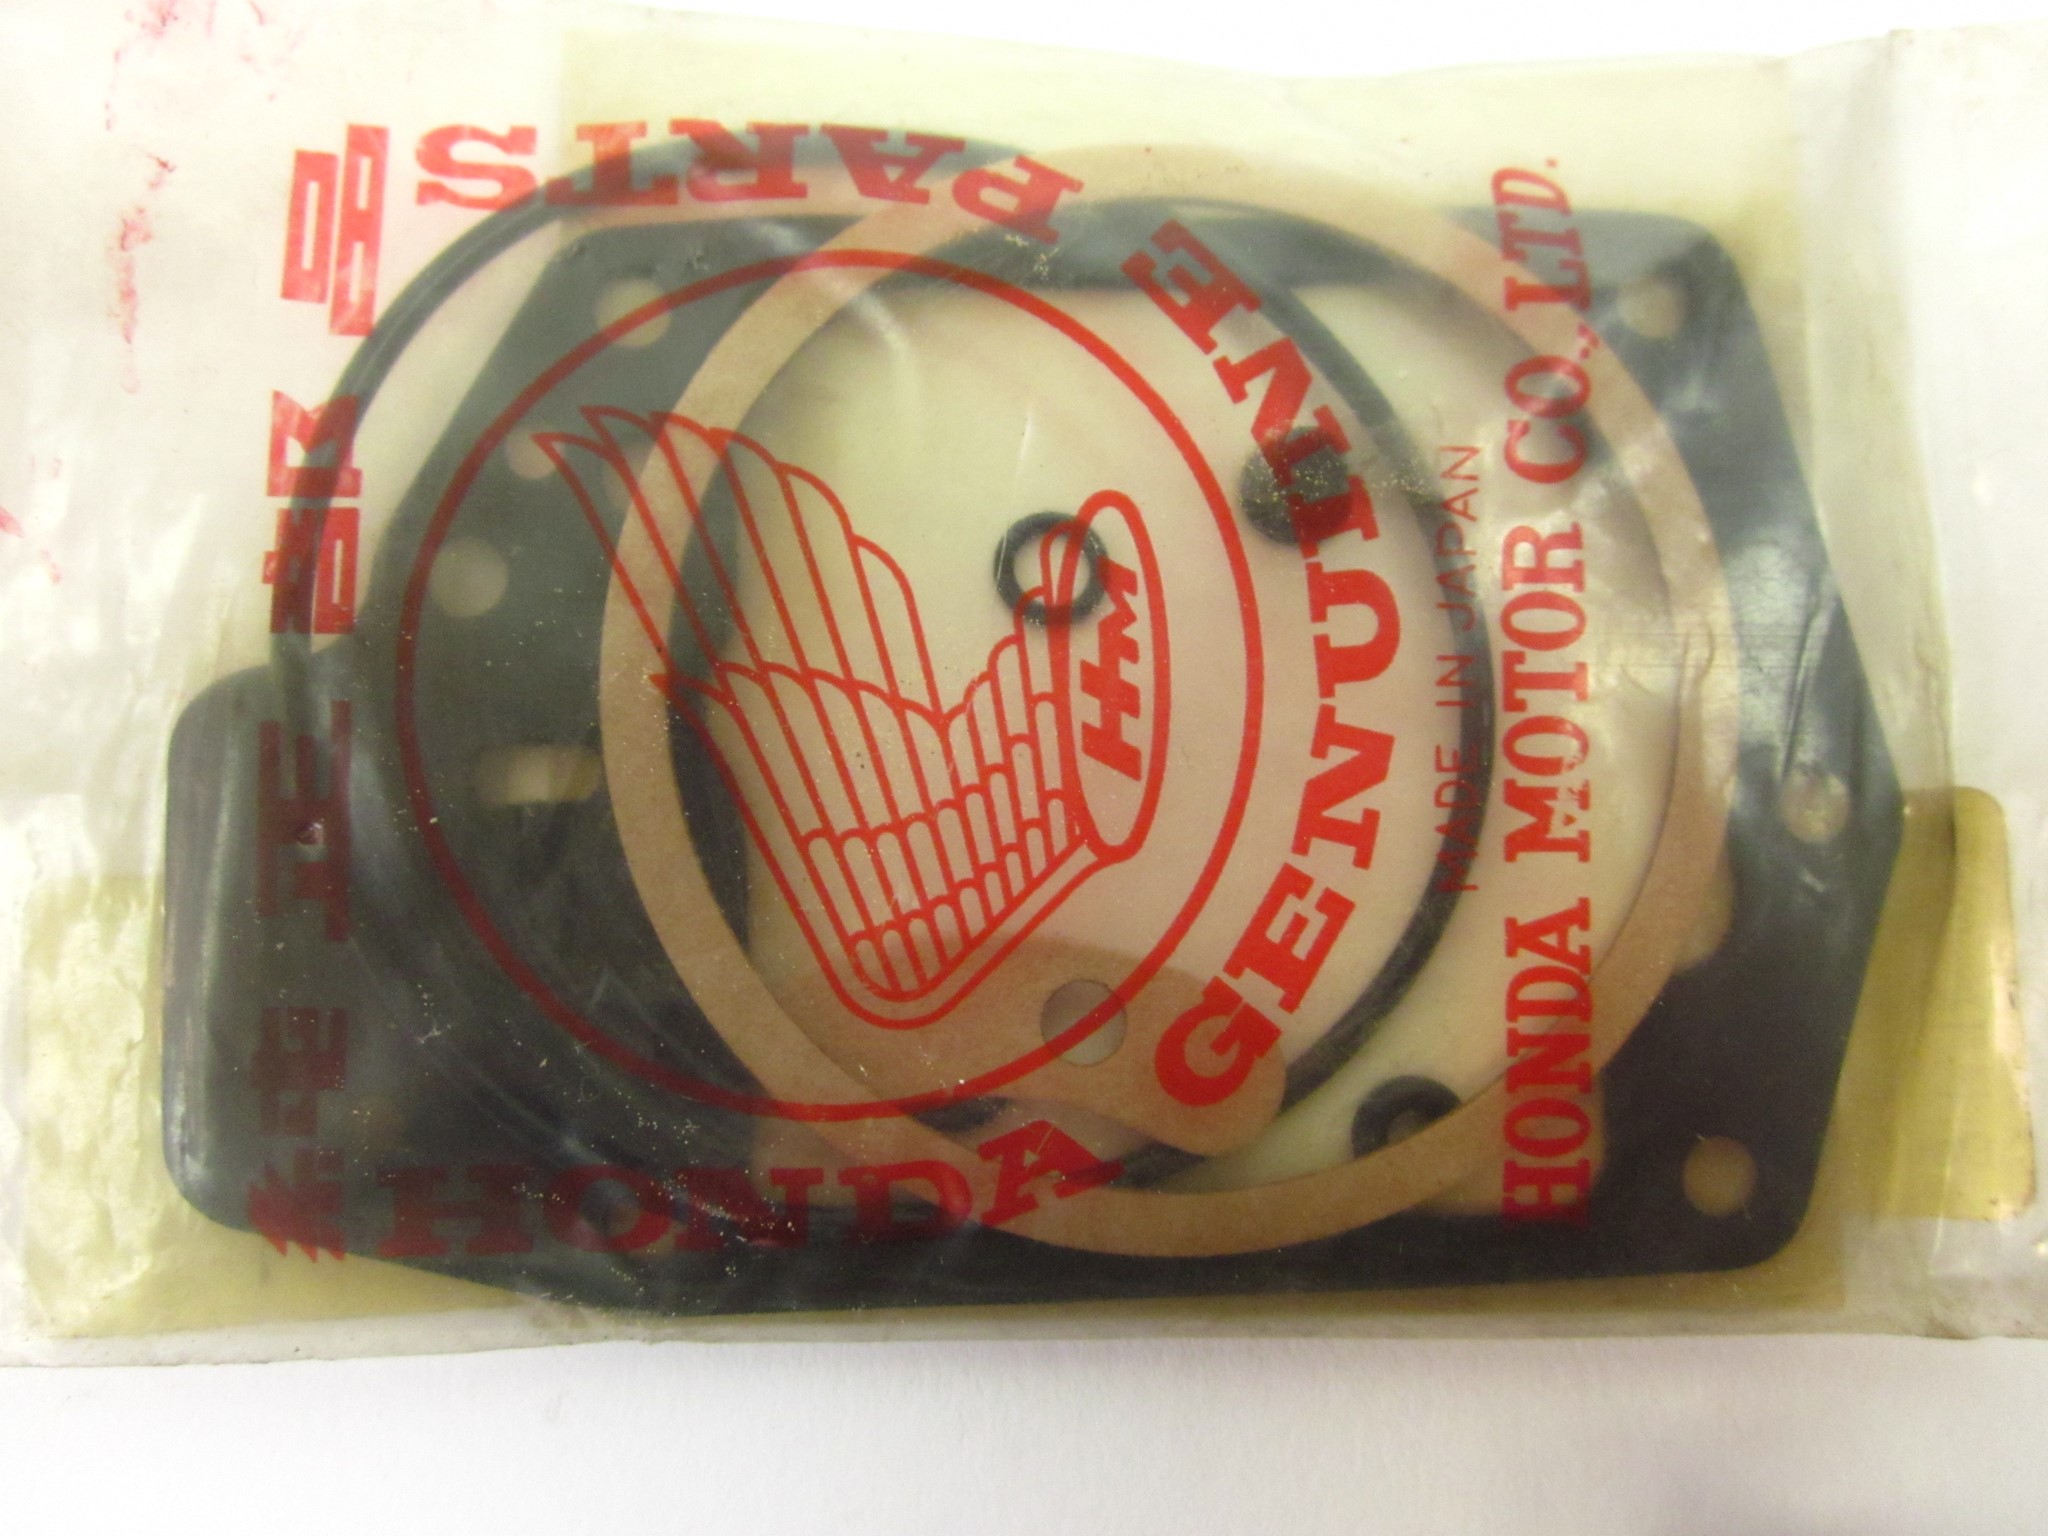 HONDA GENUINE PARTS
HM
純正部品
MADE IN JAPAN
HONDA MOTOR CO.,LTD.